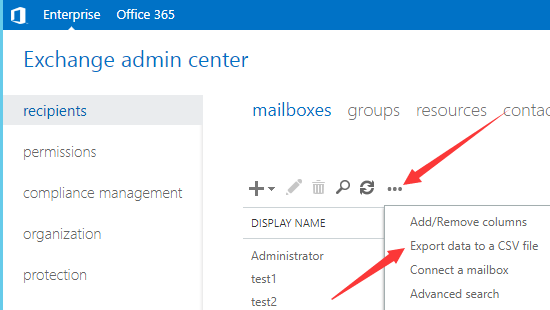 Enterprise Office 365
Exchange admin center
recipients
permissions
compliance management
organization
protection
mailboxes groups resources
DISPLAY NAME
Administrator
test1
test2
Add/Remove columns
Export data to a CSV file
Connect a mailbox
Advanced search